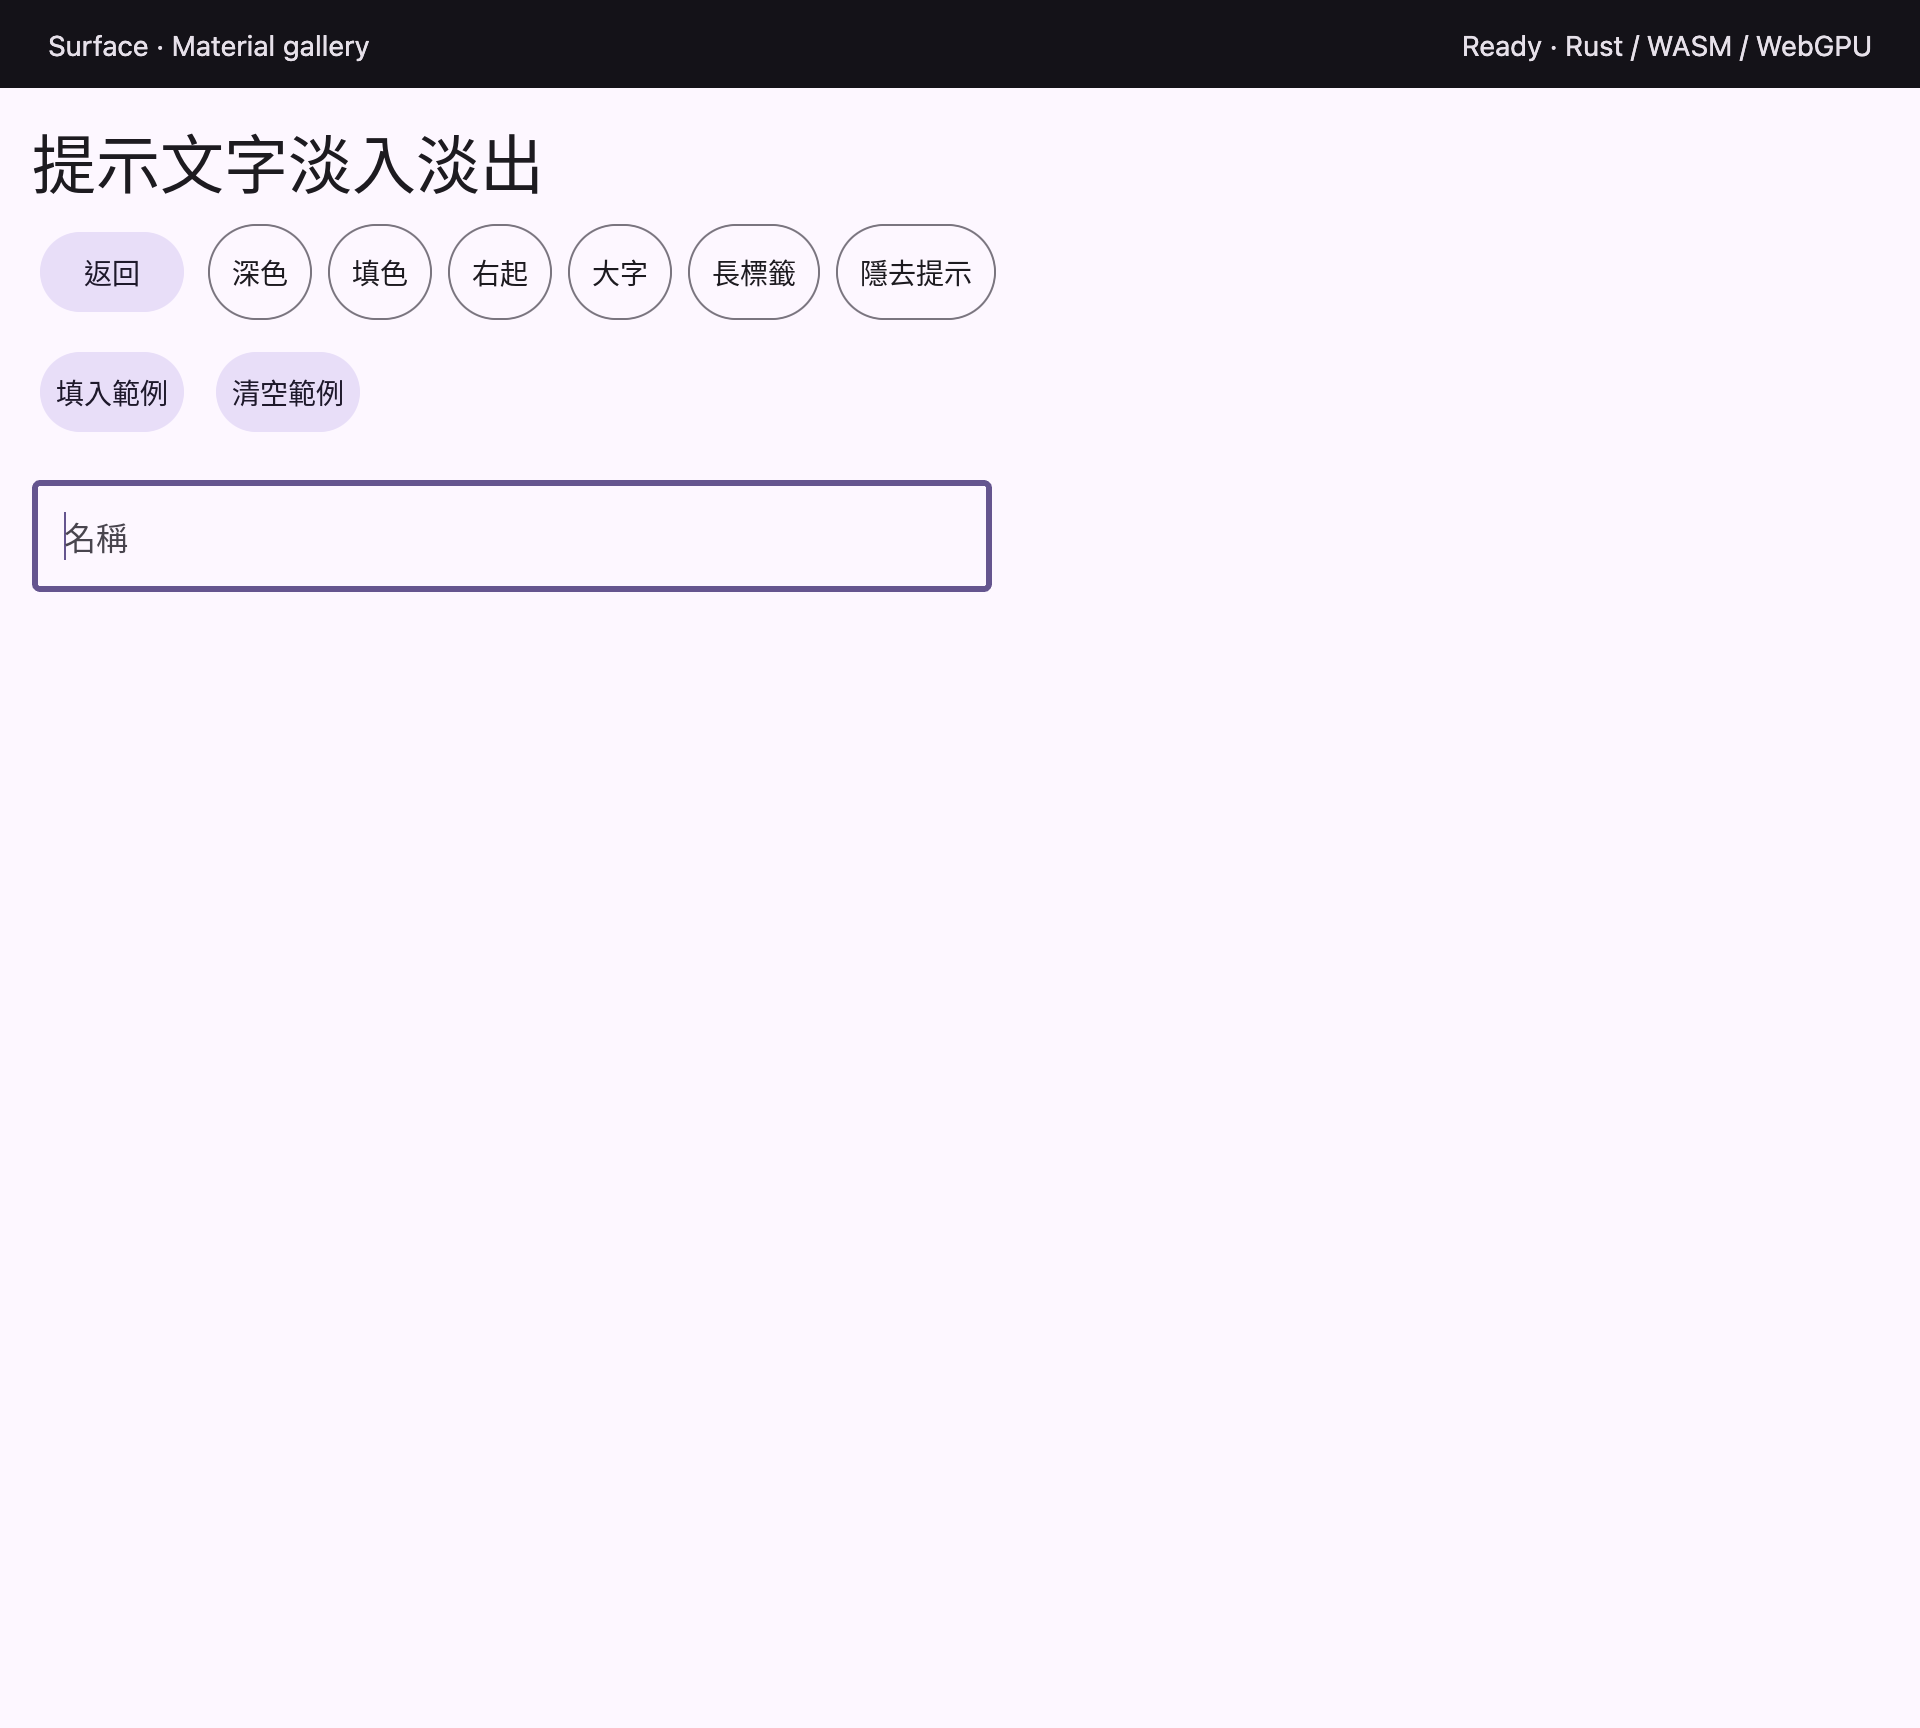 Surface · Material gallery
Ready · Rust / WASM / WebGPU
提示文字淡入淡出
返回 深色 填色 右起 大字 長標籤 隱去提示
填入範例 清空範例
名稱